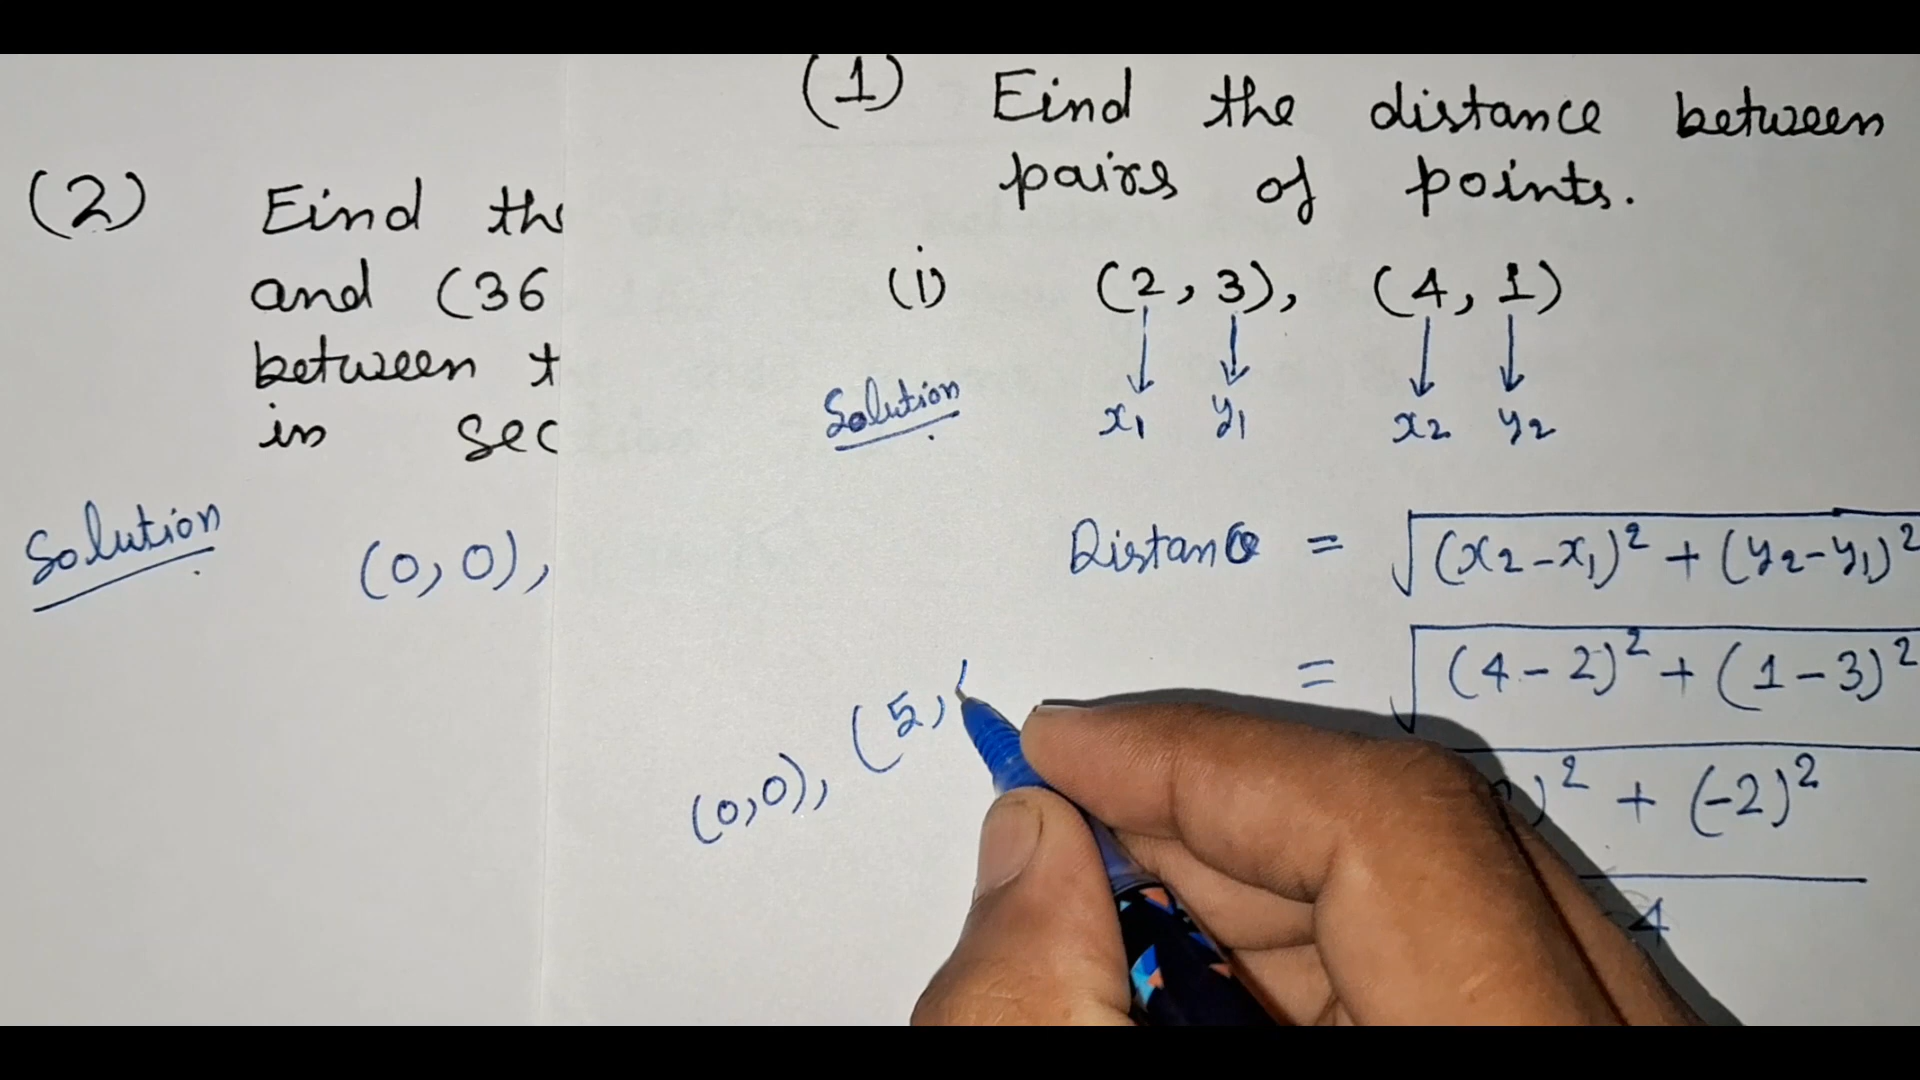 (2) Find the
and (36
between t
in sec
Solution (0,0),
(1) Find the distance between
pairs of points.
(i) (2,3), (4,1)
Solution x₁ y₁ x₂ y₂
Distance = √(x₂-x₁)² + (y₂-y₁)²
= √(4-2)² + (1-3)²
)² + (-2)²
4
(0,0), (5,